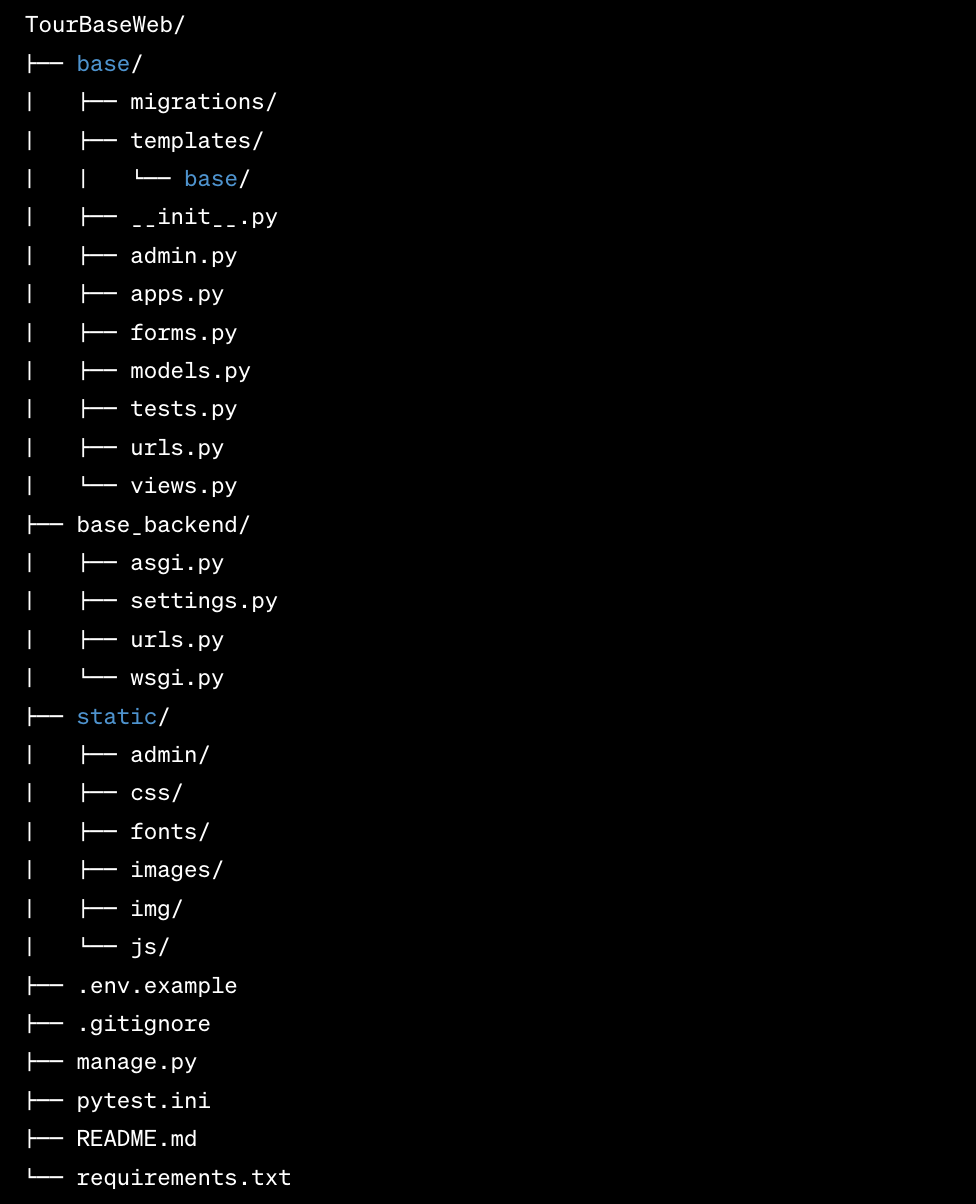 TourBaseWeb/
├── base/
│   ├── migrations/
│   ├── templates/
│   │   └── base/
│   ├── __init__.py
│   ├── admin.py
│   ├── apps.py
│   ├── forms.py
│   ├── models.py
│   ├── tests.py
│   ├── urls.py
│   └── views.py
├── base_backend/
│   ├── asgi.py
│   ├── settings.py
│   ├── urls.py
│   └── wsgi.py
├── static/
│   ├── admin/
│   ├── css/
│   ├── fonts/
│   ├── images/
│   ├── img/
│   └── js/
├── .env.example
├── .gitignore
├── manage.py
├── pytest.ini
├── README.md
└── requirements.txt